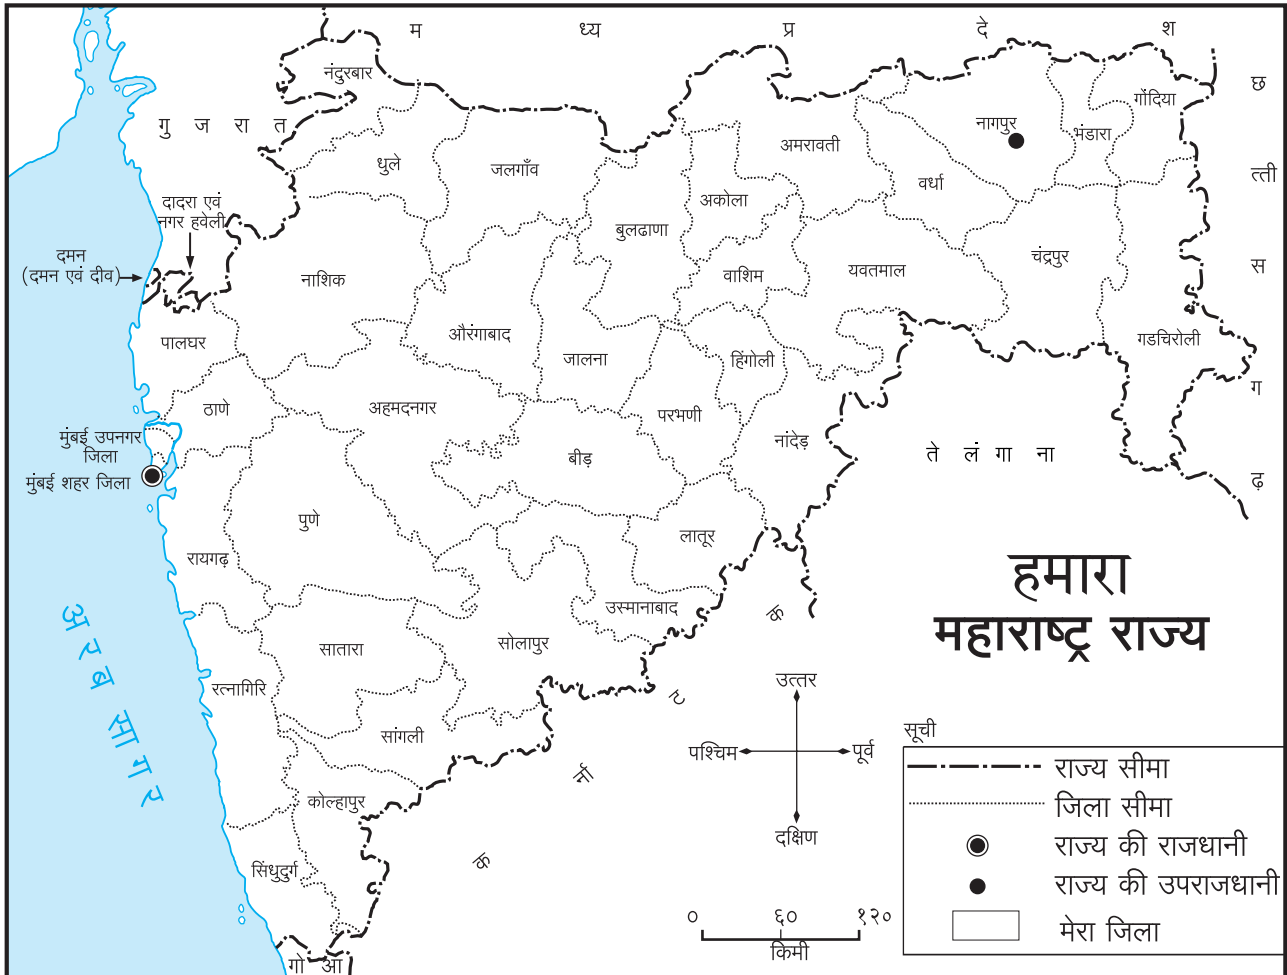 म ध्य प्र दे श
नंदुरबार
छ
गोंदिया
गु ज रा त
नागपुर
भंडारा
धुले
जलगाँव
अमरावती
त्ती
वर्धा
अकोला
दादरा एवं
नगर हवेली
बुलढाणा
दमन
(दमन एवं दीव)
नाशिक
वाशिम
यवतमाल
चंद्रपुर
स
पालघर
औरंगाबाद
जालना
हिंगोली
गडचिरोली
ग
ठाणे
अहमदनगर
परभणी
मुंबई उपनगर
जिला
नांदेड़
बीड़
ते लं गा ना
मुंबई शहर जिला
ढ़
पुणे
रायगढ़
लातूर
हमारा
महाराष्ट्र राज्य
उस्मानाबाद
अरब सागर
सातारा
सोलापुर
रत्नागिरि
सांगली
कोल्हापुर
सिंधुदुर्ग
गो आ
क र्ना ट क
उत्तर
पश्चिम
पूर्व
दक्षिण
० ६० १२०
किमी
सूची
राज्य सीमा
जिला सीमा
राज्य की राजधानी
राज्य की उपराजधानी
मेरा जिला